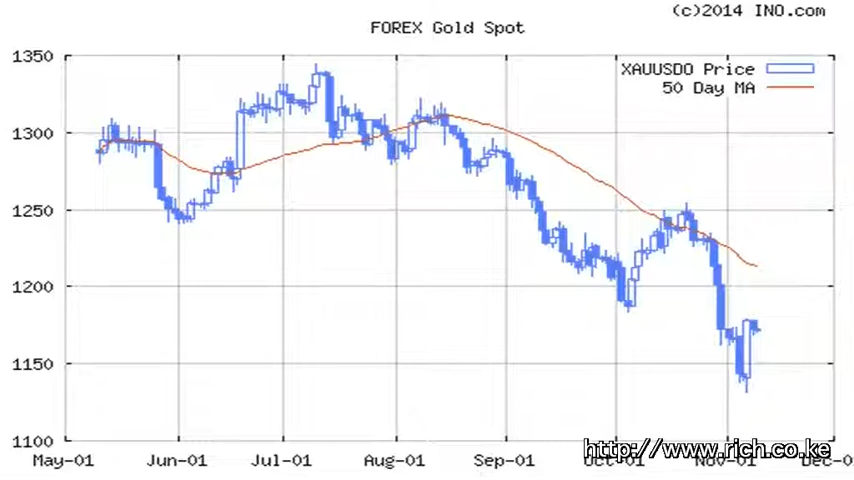 (c)2014 INO.com
FOREX Gold Spot
XAUUSDO Price
50 Day MA
1350
1300
1250
1200
1150
1100
http://www.rich.co.ke
May-01 Jun-01 Jul-01 Aug-01 Sep-01 Oct-01 Nov-01 Dec-0